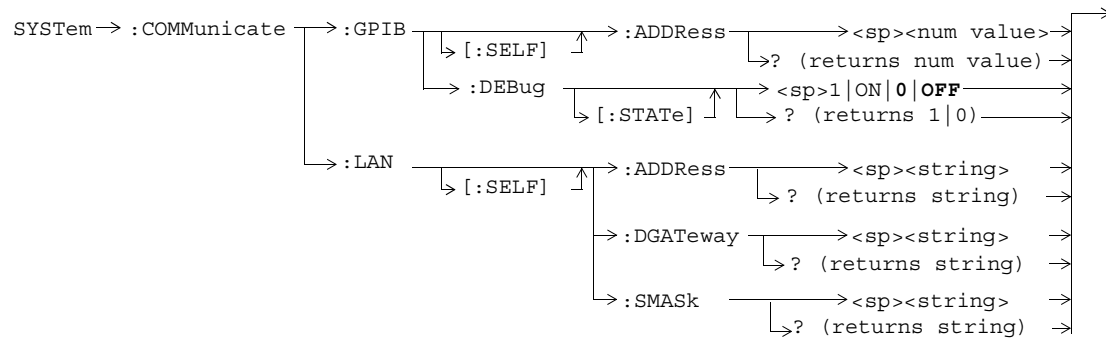 SYSTem :COMMunicate :GPIB :ADDRess <sp><num value>
[:SELF] ? (returns num value)
:DEBug <sp>1|ON|0|OFF
[:STATe] ? (returns 1|0)
:LAN :ADDRess <sp><string>
[:SELF] ? (returns string)
:DGATeway <sp><string>
? (returns string)
:SMASk <sp><string>
? (returns string)